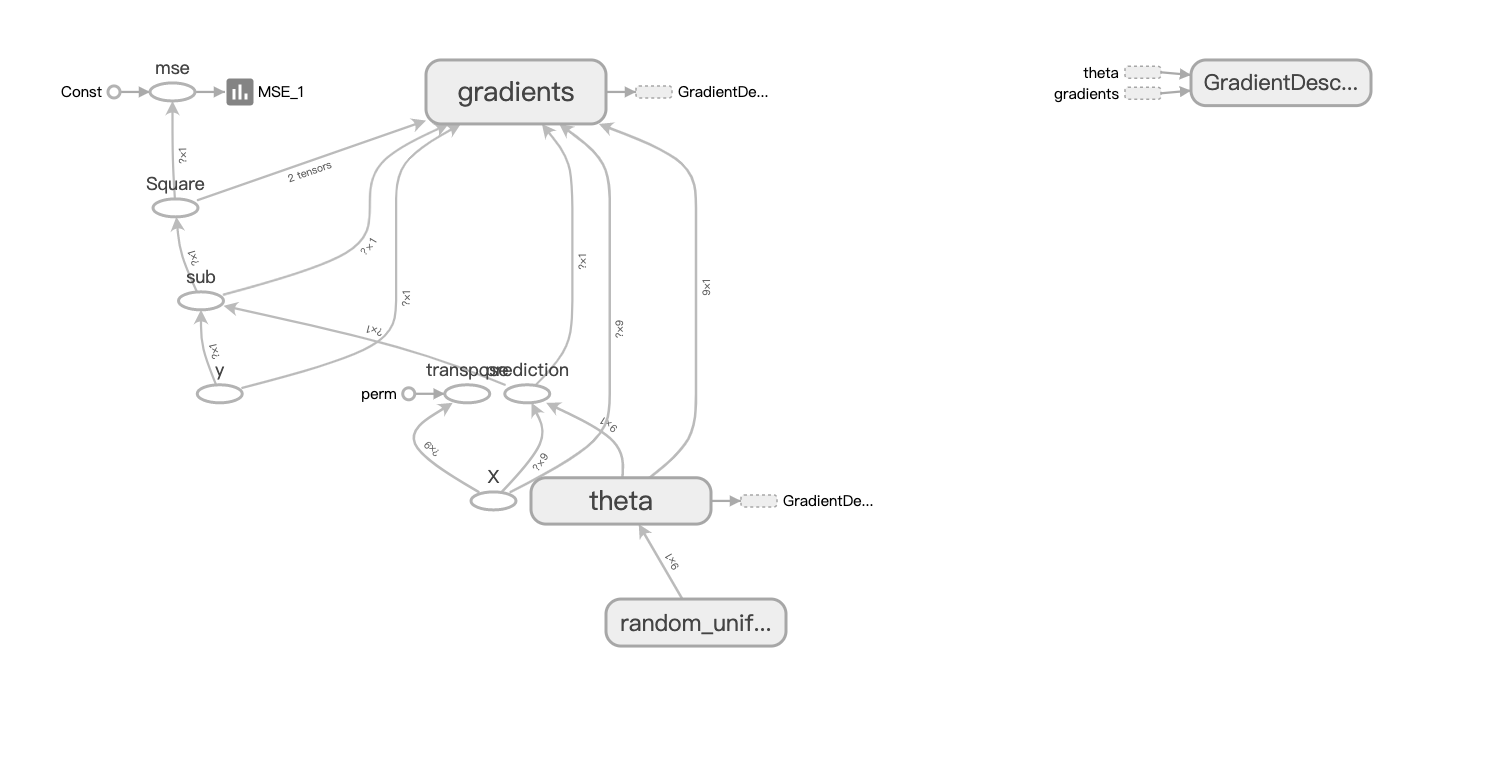 mse
Const
MSE_1
gradients
GradientDe...
theta
gradients
GradientDesc...
?×1
2 tensors
Square
?×1
?×1
?×1
9×1
sub
?×1
?×1
?×9
?×1
?×1
y
transpose
prediction
perm
9×1
?×9
?×9
X
theta
GradientDe...
9×1
random_unif...